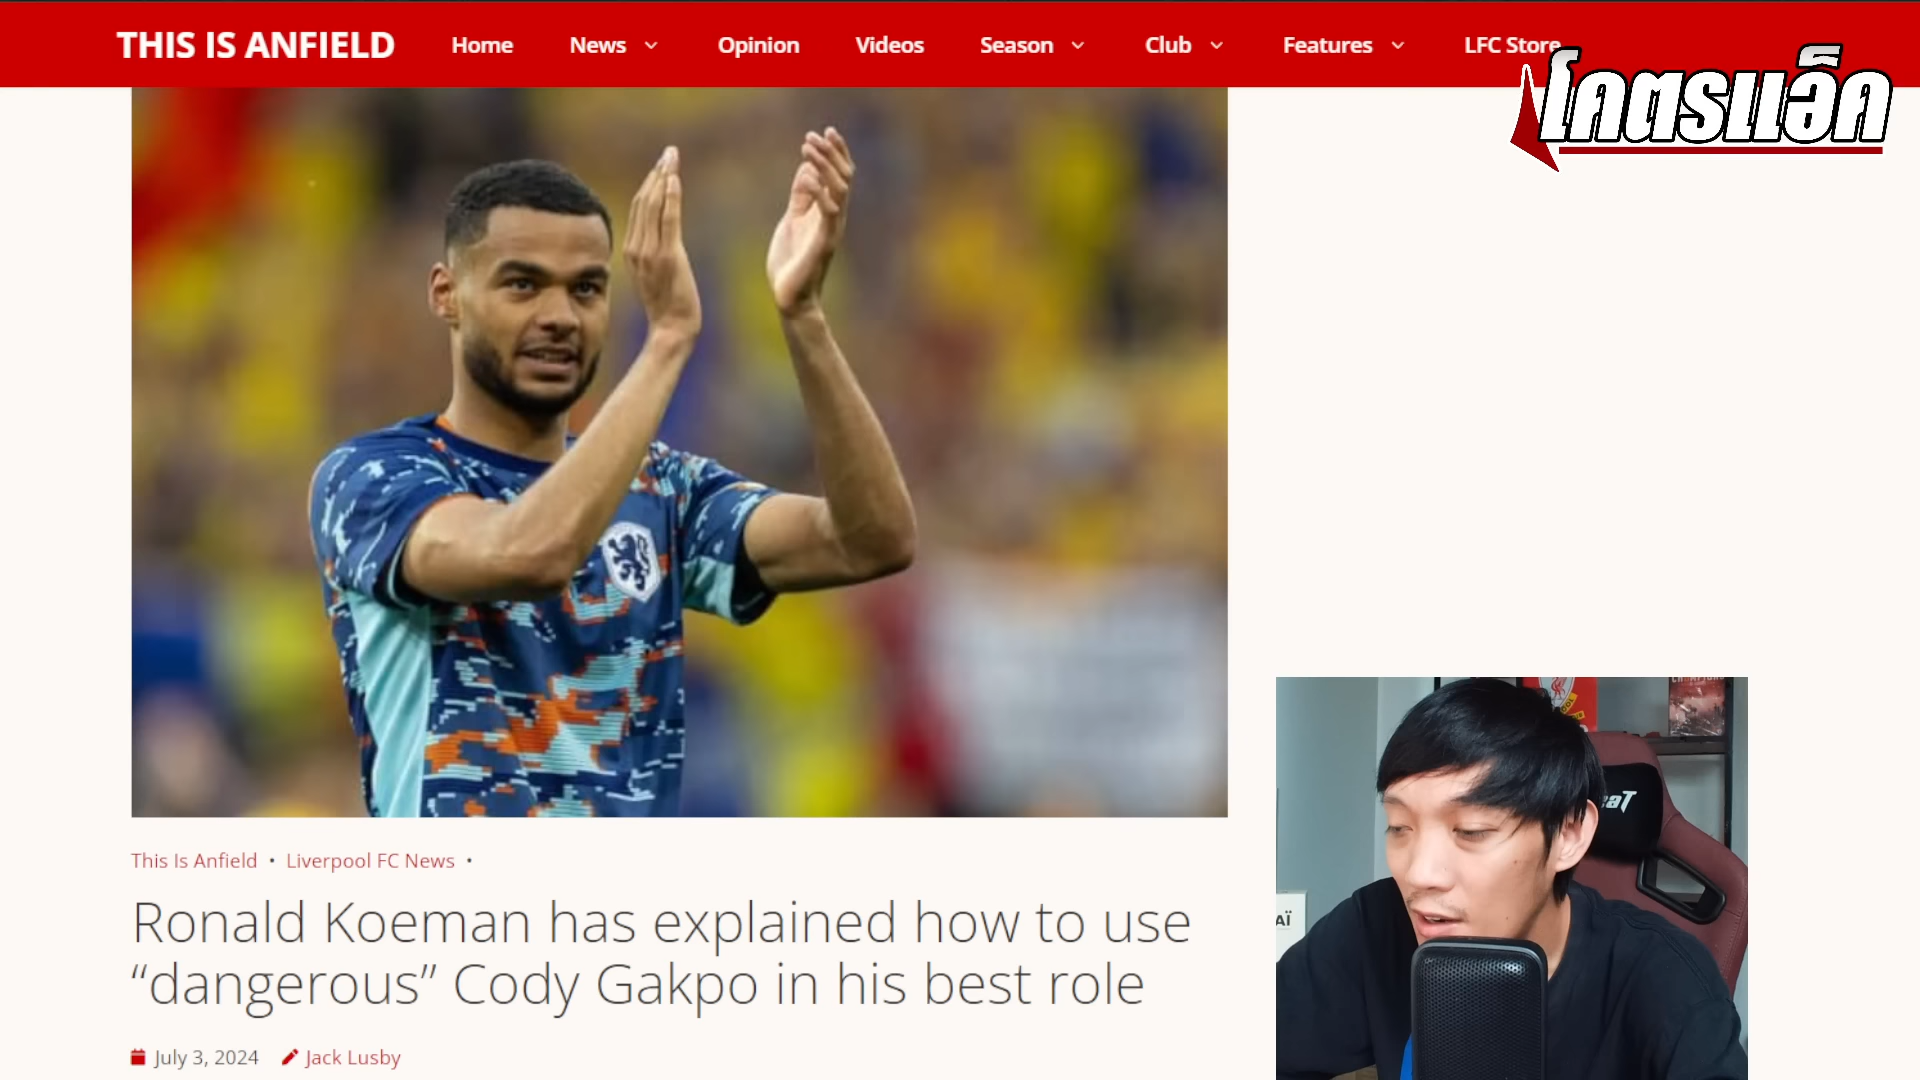 THIS IS ANFIELD
Home News Opinion Videos Season Club Features LFC Store
โคตรแอ็ค
This Is Anfield • Liverpool FC News •
Ronald Koeman has explained how to use
“dangerous” Cody Gakpo in his best role
July 3, 2024 Jack Lusby